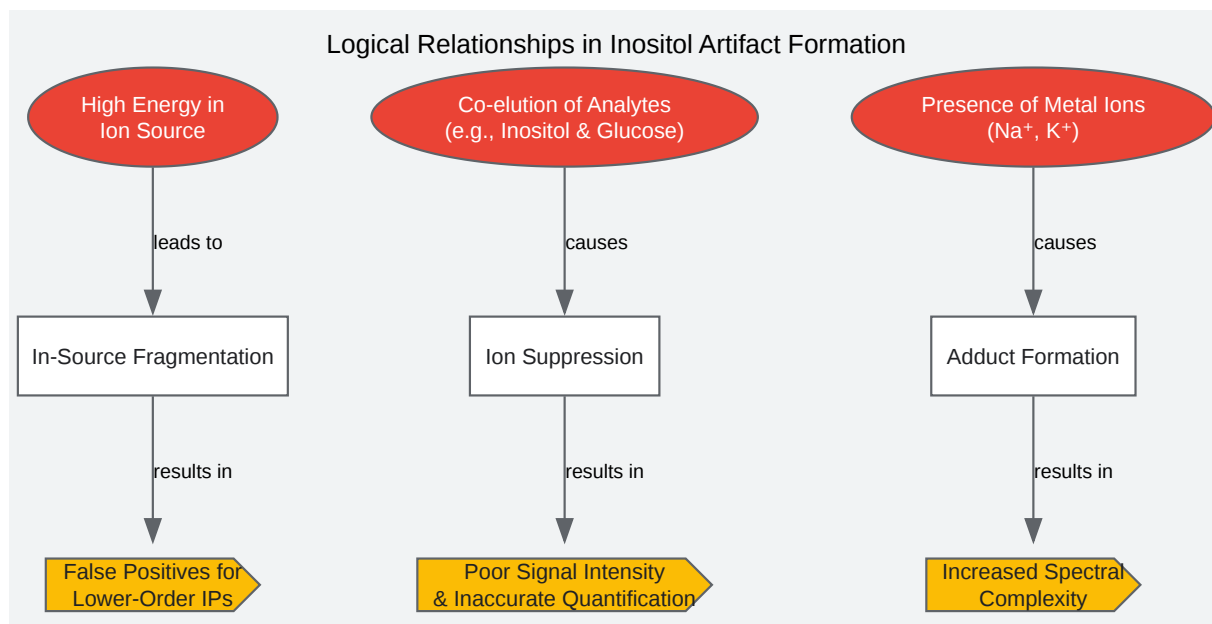 Logical Relationships in Inositol Artifact Formation
High Energy in
Ion Source
Co-elution of Analytes
(e.g., Inositol & Glucose)
Presence of Metal Ions
(Na⁺, K⁺)
leads to
causes
causes
In-Source Fragmentation
Ion Suppression
Adduct Formation
results in
results in
results in
False Positives for
Lower-Order IPs
Poor Signal Intensity
& Inaccurate Quantification
Increased Spectral
Complexity